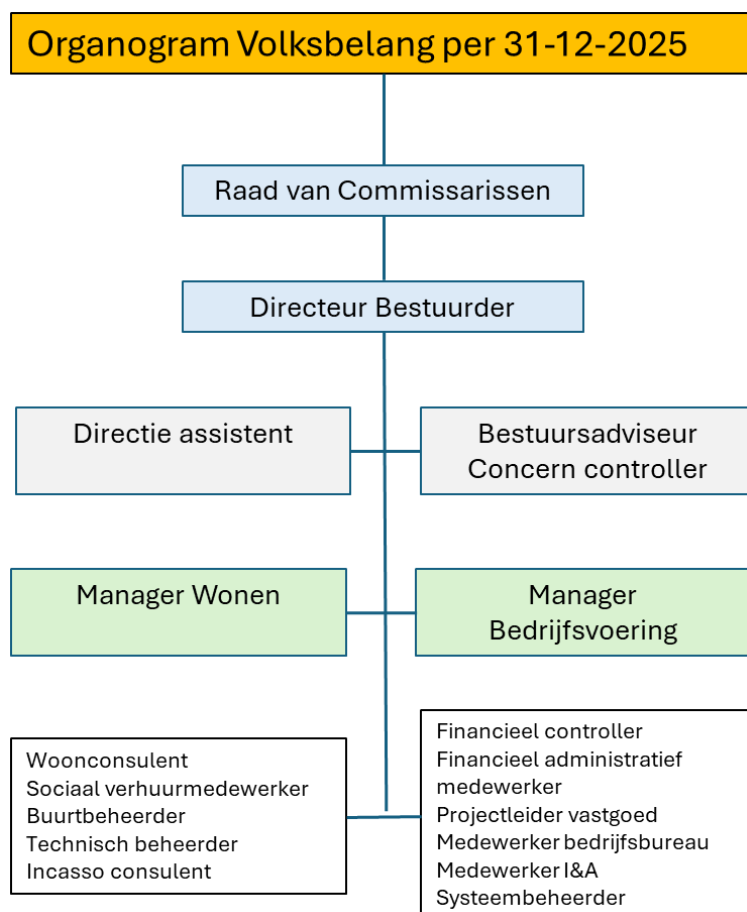 Organogram Volksbelang per 31-12-2025
Raad van Commissarissen
Directeur Bestuurder
Directie assistent
Bestuursadviseur
Concern controller
Manager Wonen
Manager
Bedrijfsvoering
Woonconsulent
Sociaal verhuurmedewerker
Buurtbeheerder
Technisch beheerder
Incasso consulent
Financieel controller
Financieel administratief
medewerker
Projectleider vastgoed
Medewerker bedrijfsbureau
Medewerker I&A
Systeembeheerder